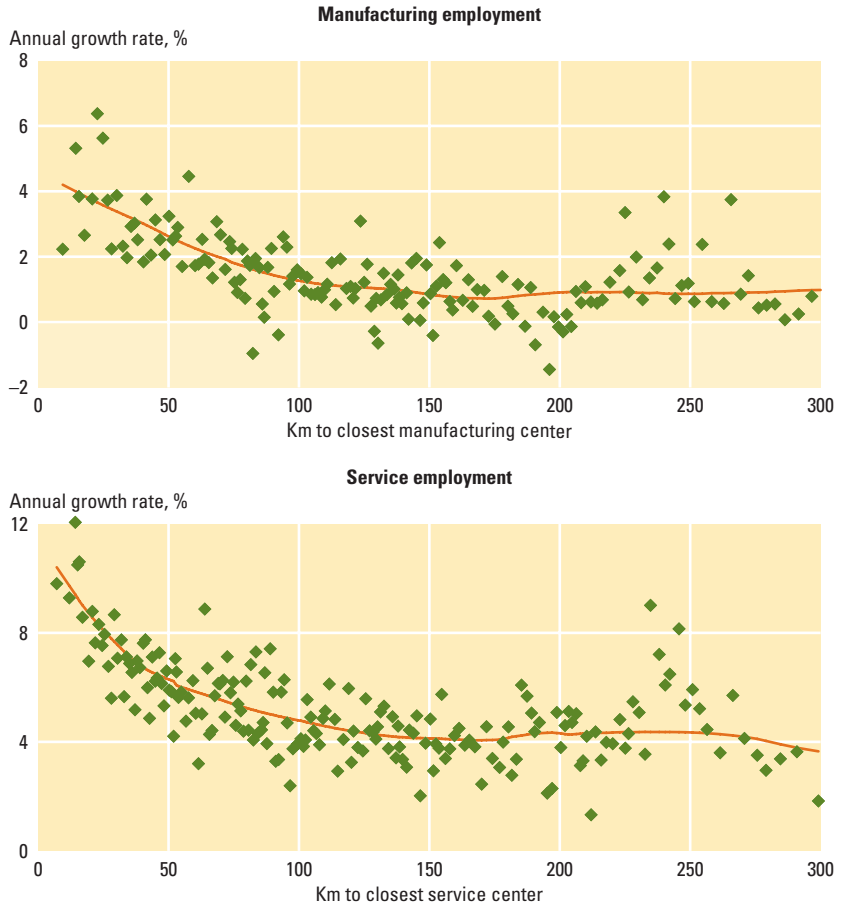 Manufacturing employment
Annual growth rate, %
8
6
4
2
0
–2
0 50 100 150 200 250 300
Km to closest manufacturing center
Service employment
Annual growth rate, %
12
8
4
0
0 50 100 150 200 250 300
Km to closest service center